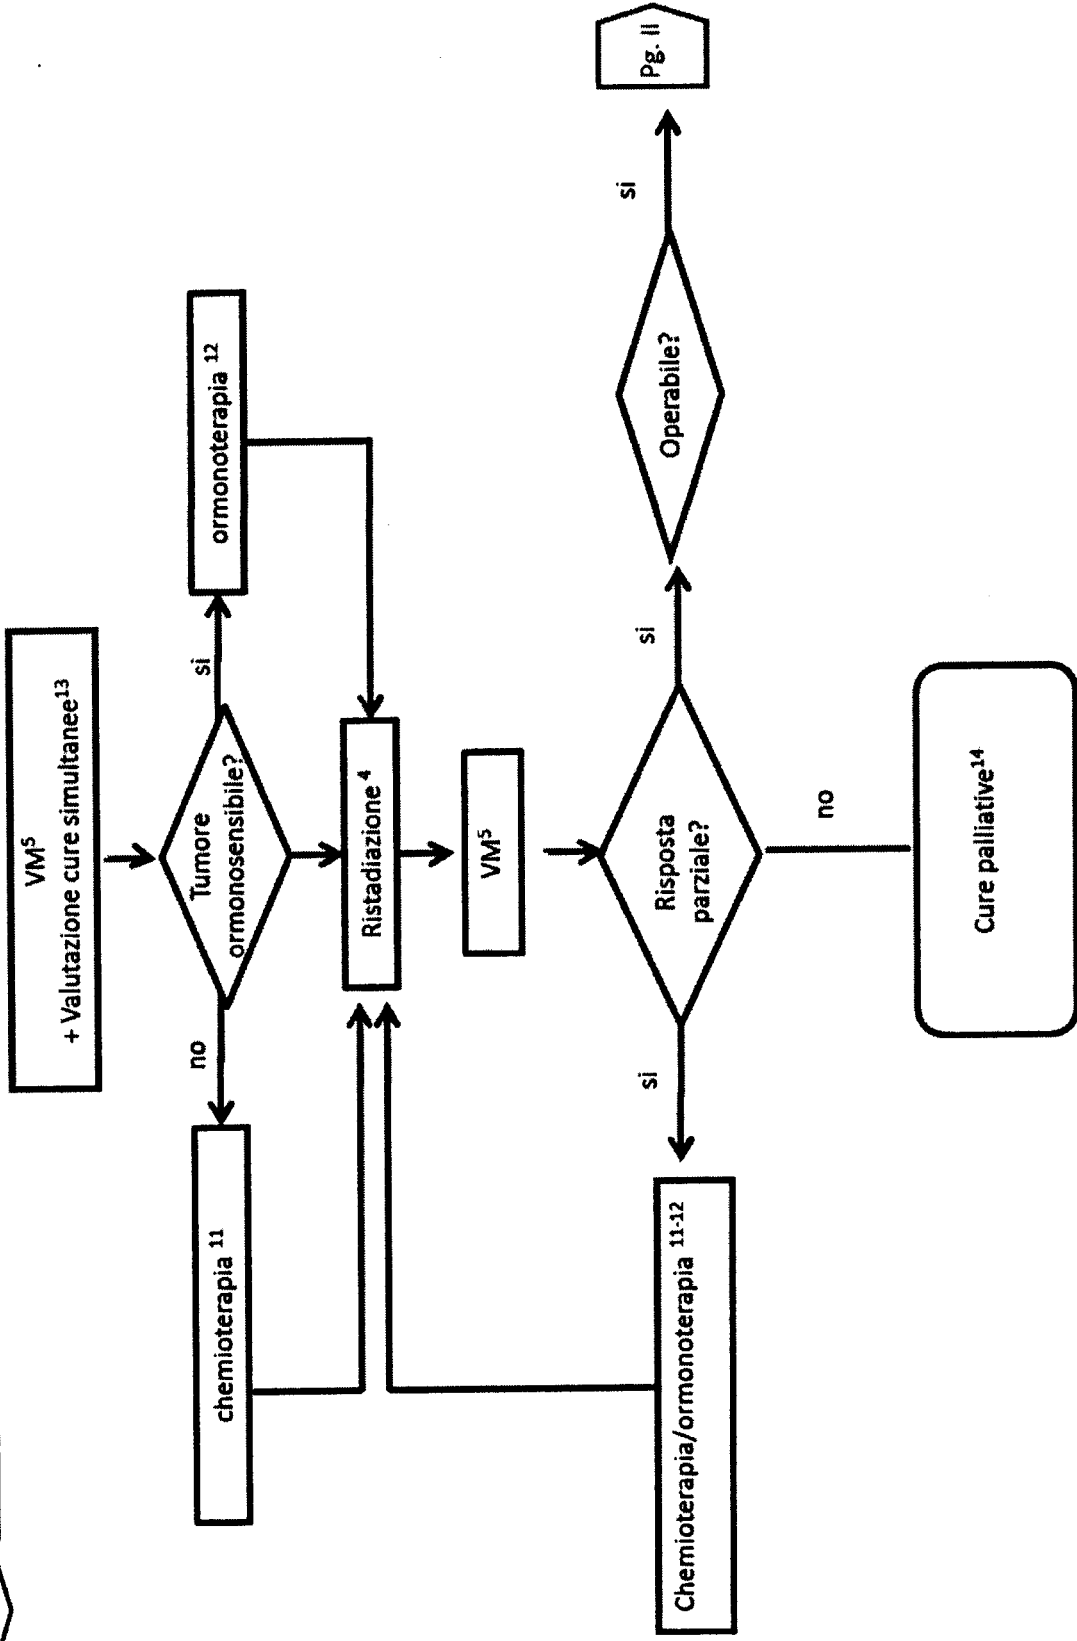 VM⁵
+ Valutazione cure simultanee¹³
Tumore
ormonosensibile?
no
si
chemioterapia ¹¹
ormonoterapia ¹²
Ristadiazione ⁴
VM⁵
Risposta
parziale?
si
si
no
Chemioterapia/ormonoterapia ¹¹⁻¹²
Operabile?
si
Pg. II
Cure palliative¹⁴